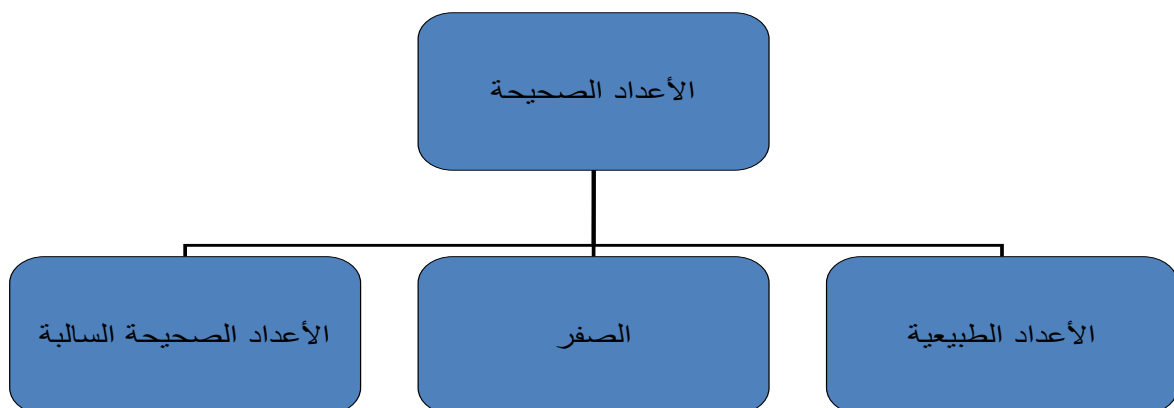 الأعداد الصحيحة
الأعداد الطبيعية
الصفر
الأعداد الصحيحة السالبة